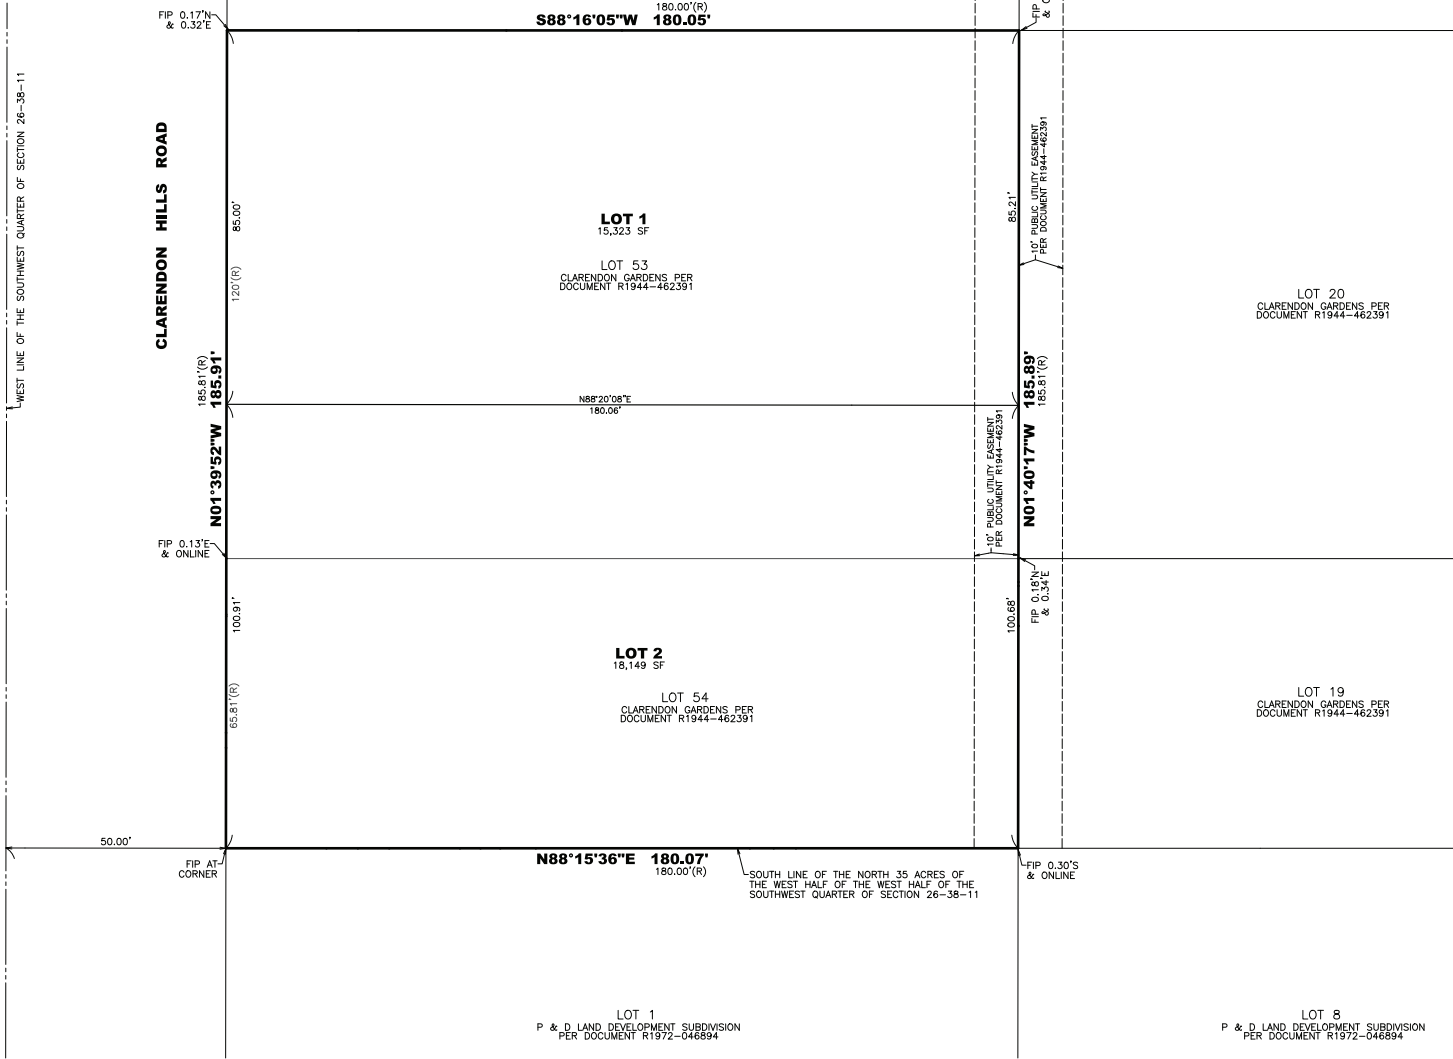 180.00'(R)
S88°16'05"W 180.05'
FIP 0.17'N
& 0.32'E
FIP 0
& 0
WEST LINE OF THE SOUTHWEST QUARTER OF SECTION 26-38-11
CLARENDON HILLS ROAD
85.00'
120'(R)
LOT 1
15,323 SF
LOT 53
CLARENDON GARDENS PER
DOCUMENT R1944-462391
85.21'
10' PUBLIC UTILITY EASEMENT
PER DOCUMENT R1944-462391
LOT 20
CLARENDON GARDENS PER
DOCUMENT R1944-462391
185.81'(R)
N01°39'52"W 185.91'
N88°20'08"E
180.06'
N01°40'17"W 185.89'
185.81'(R)
10' PUBLIC UTILITY EASEMENT
PER DOCUMENT R1944-462391
FIP 0.13'E
& ONLINE
FIP 0.18'N
& 0.34'E
100.91'
65.81'(R)
LOT 2
18,149 SF
LOT 54
CLARENDON GARDENS PER
DOCUMENT R1944-462391
100.68'
LOT 19
CLARENDON GARDENS PER
DOCUMENT R1944-462391
50.00'
FIP AT
CORNER
N88°15'36"E 180.07'
180.00'(R)
SOUTH LINE OF THE NORTH 35 ACRES OF
THE WEST HALF OF THE WEST HALF OF THE
SOUTHWEST QUARTER OF SECTION 26-38-11
FIP 0.30'S
& ONLINE
LOT 1
P & D LAND DEVELOPMENT SUBDIVISION
PER DOCUMENT R1972-046894
LOT 8
P & D LAND DEVELOPMENT SUBDIVISION
PER DOCUMENT R1972-046894